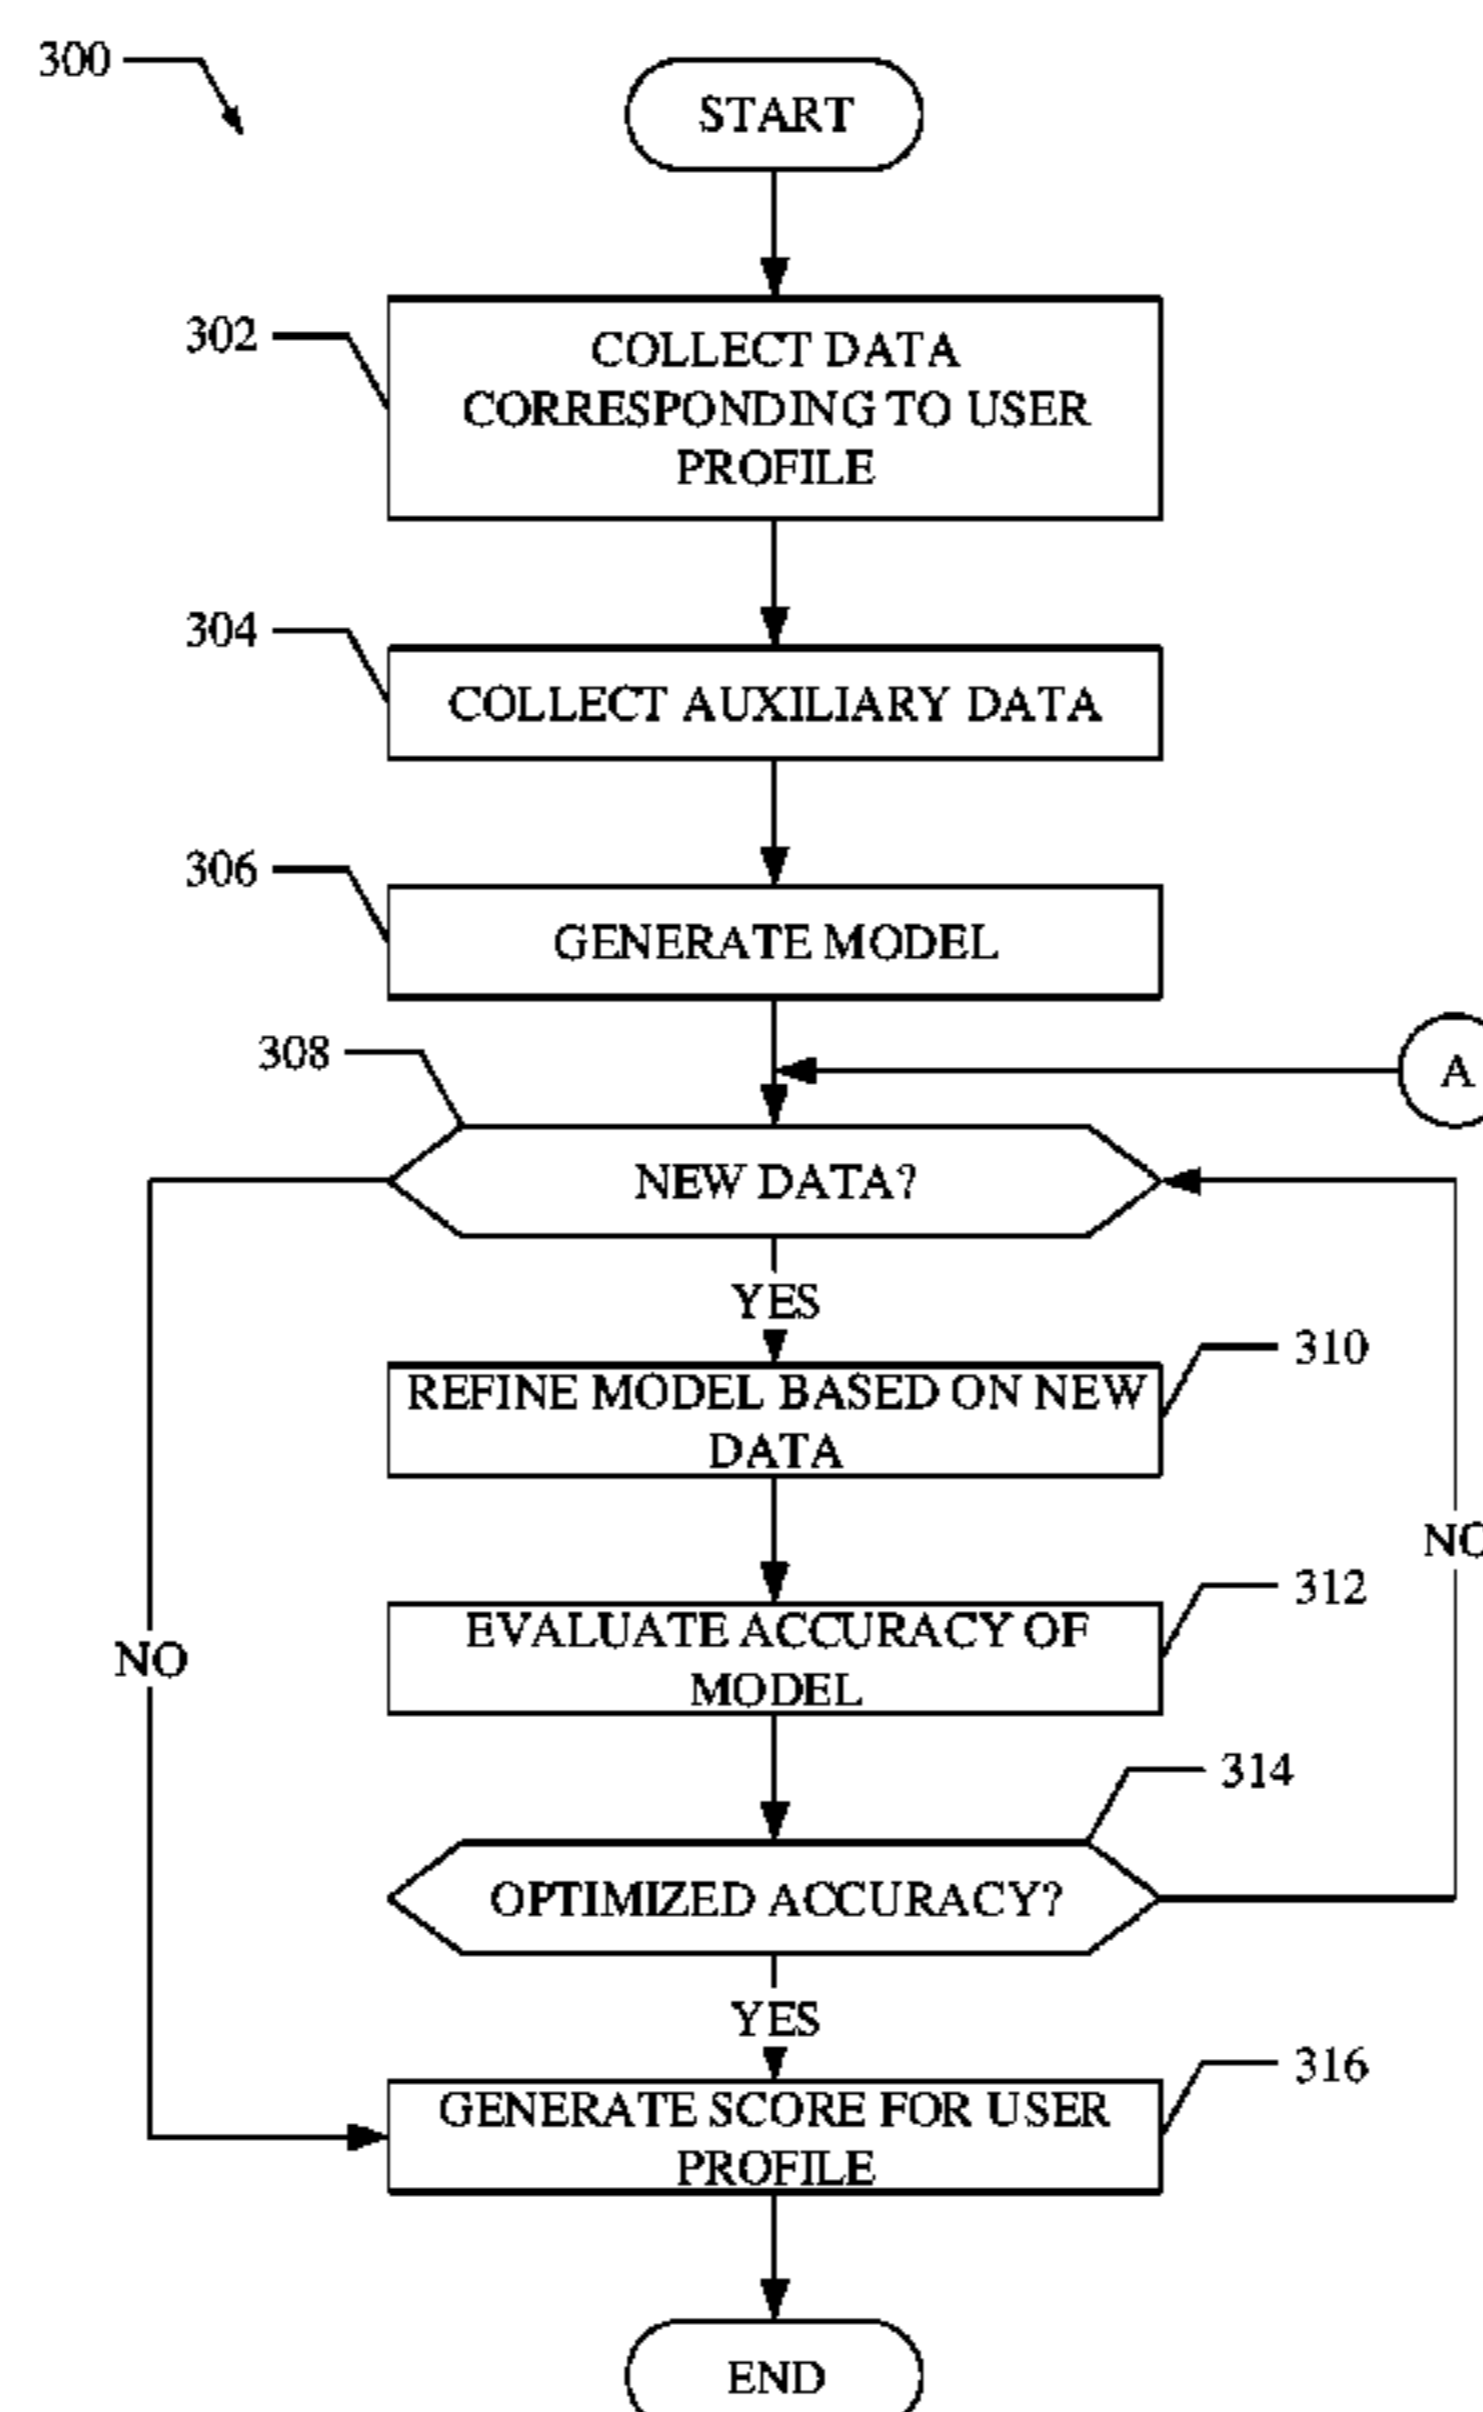 300
START
302
COLLECT DATA
CORRESPONDING TO USER
PROFILE
304
COLLECT AUXILIARY DATA
306
GENERATE MODEL
308
A
NEW DATA?
YES
310
REFINE MODEL BASED ON NEW
DATA
NO
312
EVALUATE ACCURACY OF
MODEL
NO
314
OPTIMIZED ACCURACY?
YES
316
GENERATE SCORE FOR USER
PROFILE
END